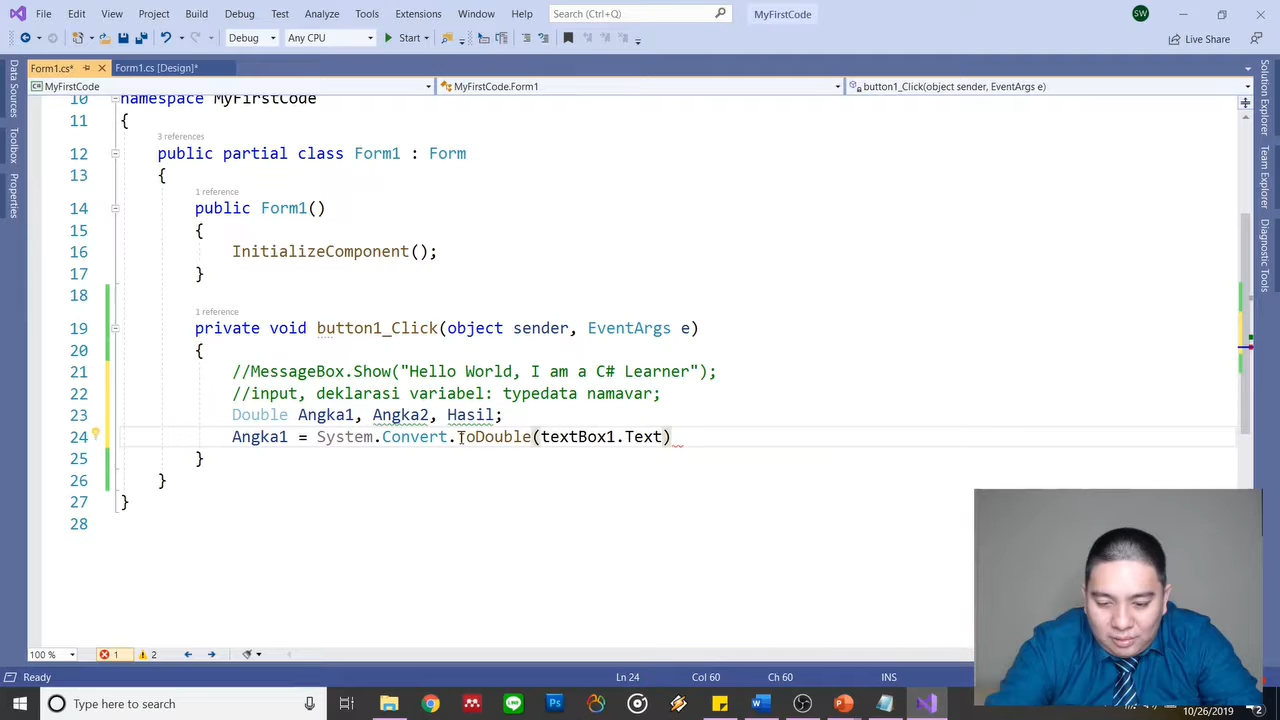 File Edit View Project Build Debug Test Analyze Tools Extensions Window Help Search (Ctrl+Q) MyFirstCode SW
Debug Any CPU Start Live Share
Form1.cs* Form1.cs [Design]*
MyFirstCode MyFirstCode.Form1 button1_Click(object sender, EventArgs e)
Data Sources
Toolbox
Properties
Solution Explorer
Team Explorer
Diagnostic Tools
10 namespace MyFirstCode
11 {
3 references
12 public partial class Form1 : Form
13 {
1 reference
14 public Form1()
15 {
16 InitializeComponent();
17 }
18
1 reference
19 private void button1_Click(object sender, EventArgs e)
20 {
21 //MessageBox.Show("Hello World, I am a C# Learner");
22 //input, deklarasi variabel: typedata namavar;
23 Double Angka1, Angka2, Hasil;
24 Angka1 = System.Convert.ToDouble(textBox1.Text)
25 }
26 }
27 }
28
100 % 1 2
Ready Ln 24 Col 60 Ch 60 INS
Type here to search
10/26/2019 2